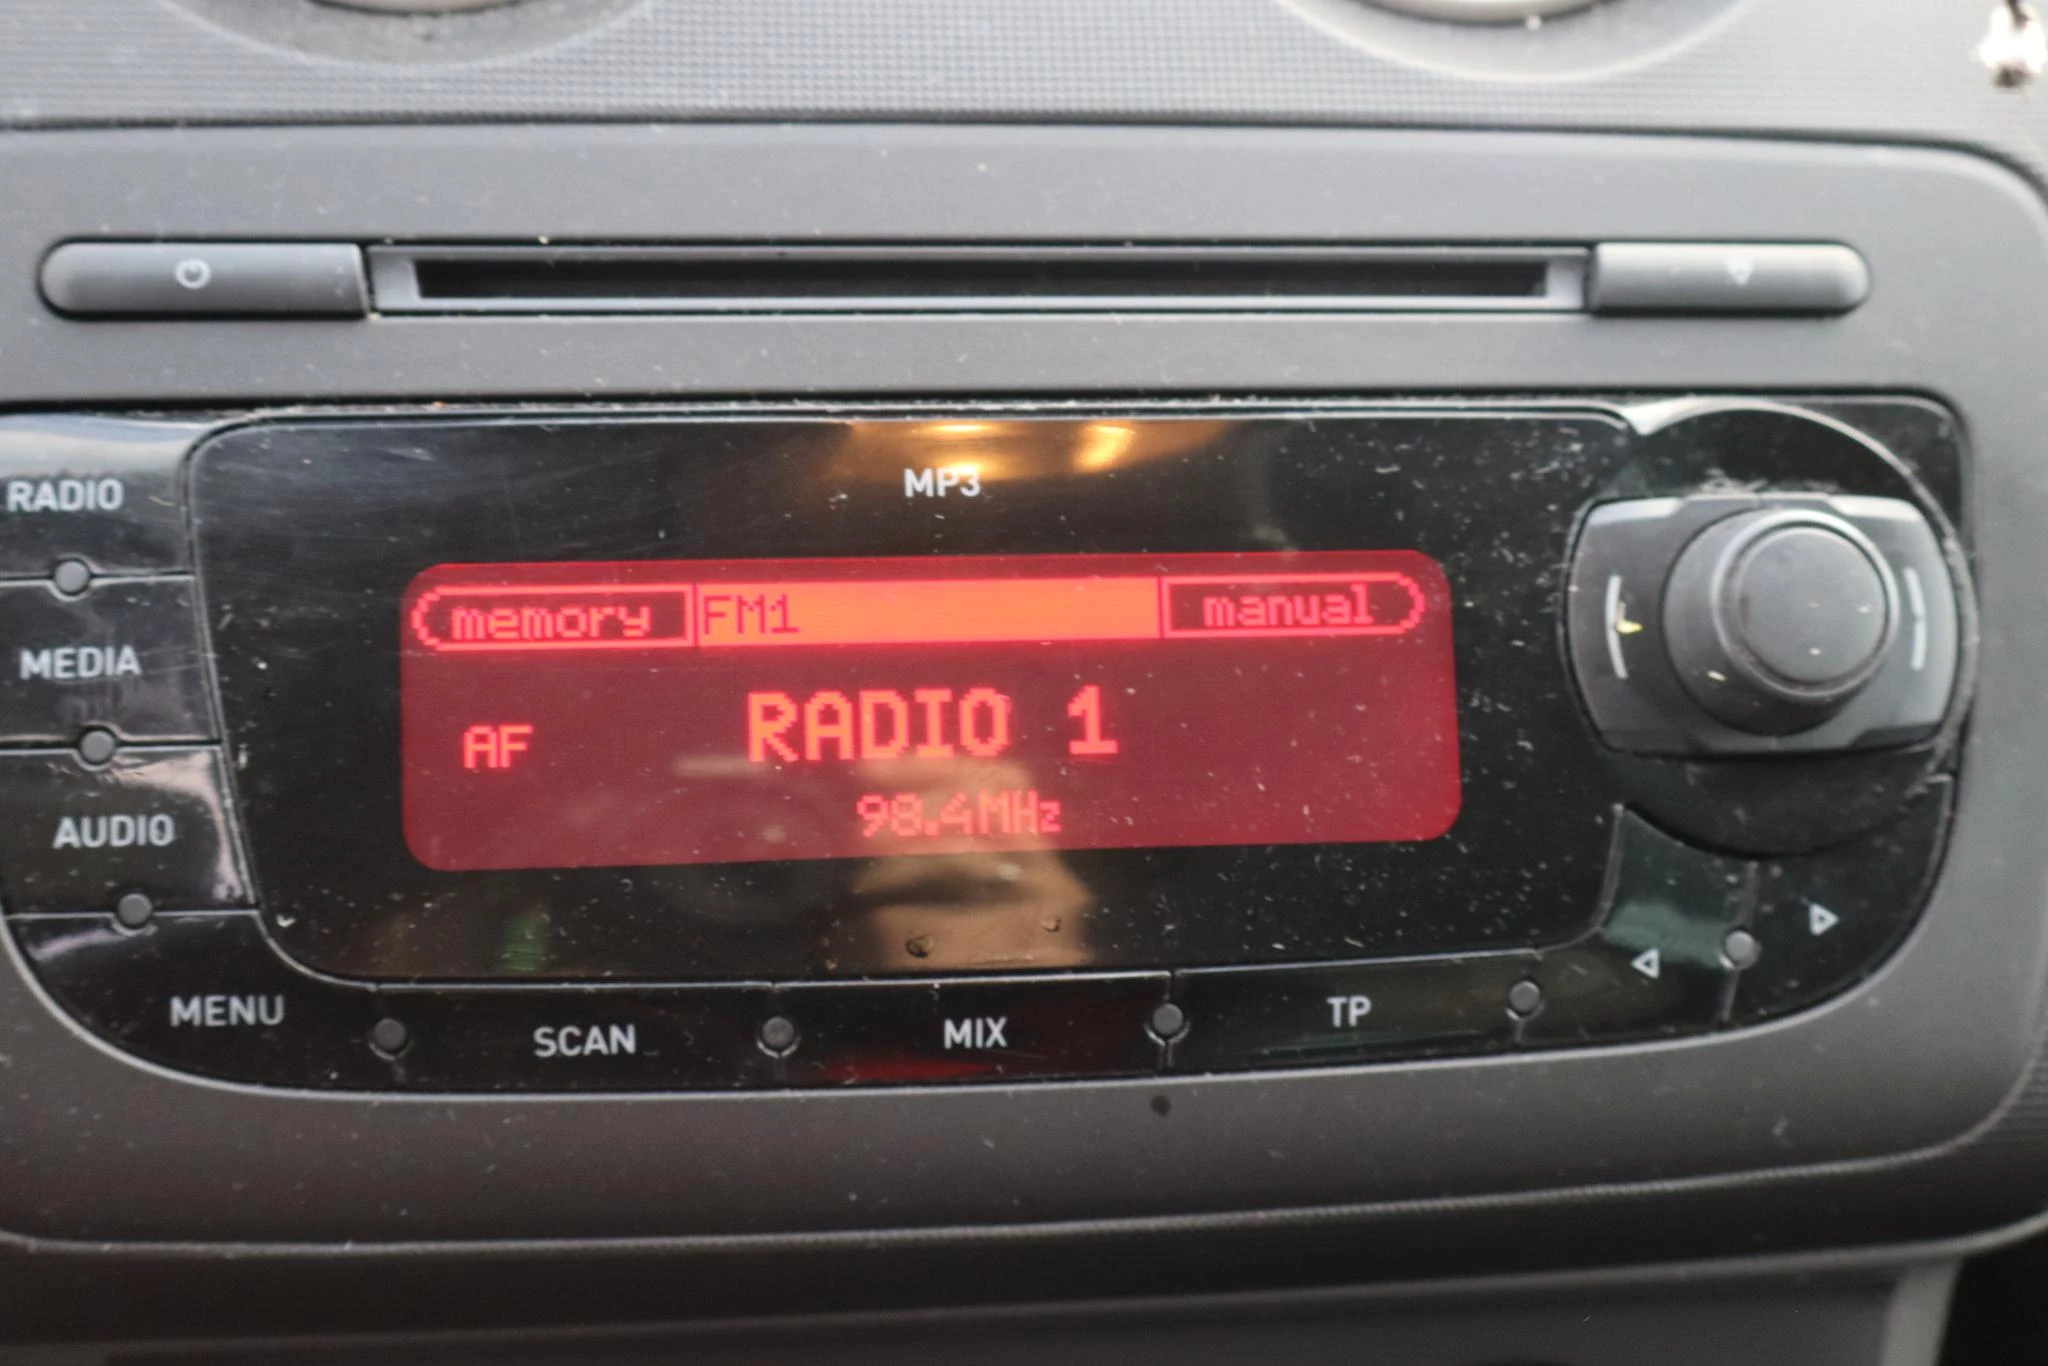 MP3
RADIO
memory FM1 manual
MEDIA
AF RADIO 1
98.4MHz
AUDIO
MENU SCAN MIX TP